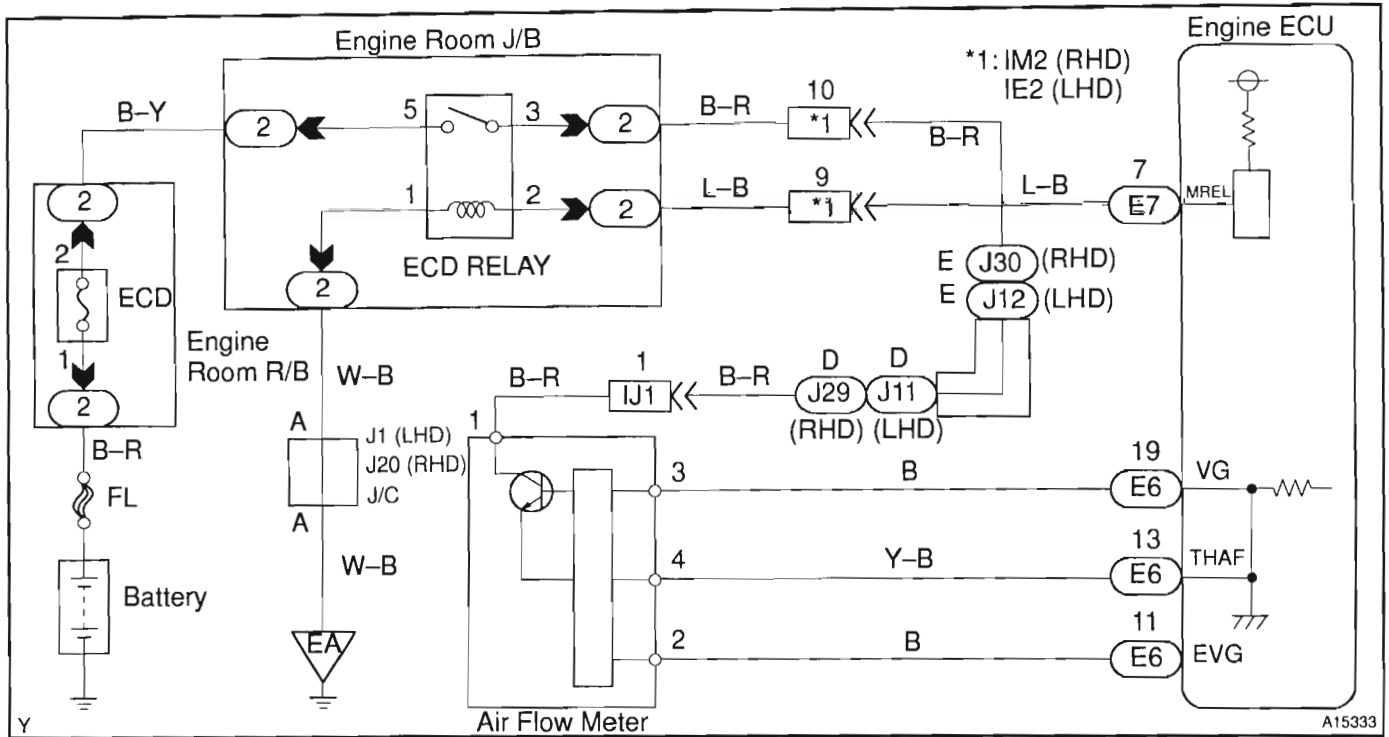 Engine Room J/B
Engine ECU
*1: IM2 (RHD)
IE2 (LHD)
B–Y
2
5
3
2
B–R
10
*1
B–R
1
2
2
L–B
9
*1
L–B
7
E7
MREL
2
2
ECD
1
2
ECD RELAY
2
Engine
Room R/B
E
J30
(RHD)
E
J12
(LHD)
W–B
B–R
1
IJ1
B–R
D
J29
(RHD)
D
J11
(LHD)
B–R
FL
A
J1 (LHD)
J20 (RHD)
J/C
A
1
3
B
19
E6
VG
W–B
4
Y–B
13
E6
THAF
Battery
EA
2
B
11
E6
EVG
Air Flow Meter
Y
A15333